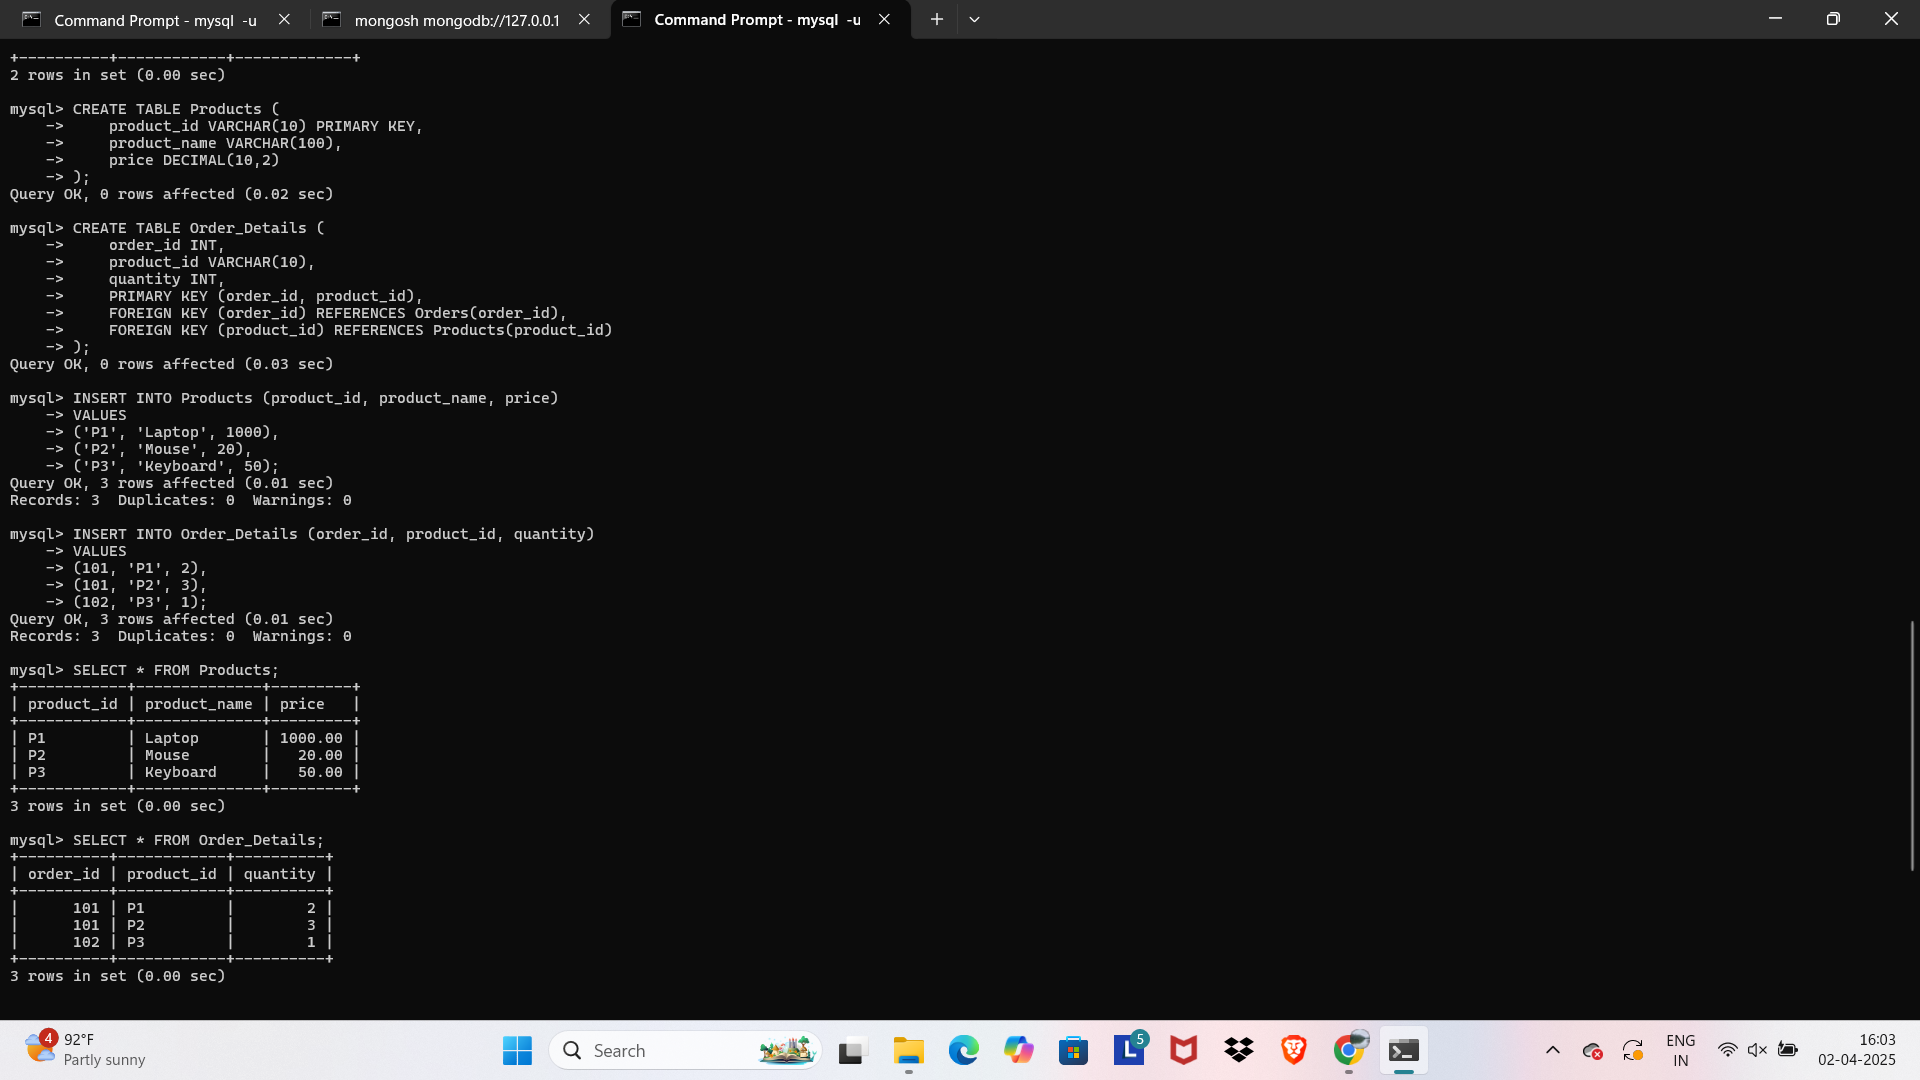 Command Prompt - mysql  -u
mongosh mongodb://127.0.0.1
Command Prompt - mysql  -u
+----------+------------+-------------+
2 rows in set (0.00 sec)
mysql> CREATE TABLE Products (
    ->     product_id VARCHAR(10) PRIMARY KEY,
    ->     product_name VARCHAR(100),
    ->     price DECIMAL(10,2)
    -> );
Query OK, 0 rows affected (0.02 sec)
mysql> CREATE TABLE Order_Details (
    ->     order_id INT,
    ->     product_id VARCHAR(10),
    ->     quantity INT,
    ->     PRIMARY KEY (order_id, product_id),
    ->     FOREIGN KEY (order_id) REFERENCES Orders(order_id),
    ->     FOREIGN KEY (product_id) REFERENCES Products(product_id)
    -> );
Query OK, 0 rows affected (0.03 sec)
mysql> INSERT INTO Products (product_id, product_name, price)
    -> VALUES
    -> ('P1', 'Laptop', 1000),
    -> ('P2', 'Mouse', 20),
    -> ('P3', 'Keyboard', 50);
Query OK, 3 rows affected (0.01 sec)
Records: 3  Duplicates: 0  Warnings: 0
mysql> INSERT INTO Order_Details (order_id, product_id, quantity)
    -> VALUES
    -> (101, 'P1', 2),
    -> (101, 'P2', 3),
    -> (102, 'P3', 1);
Query OK, 3 rows affected (0.01 sec)
Records: 3  Duplicates: 0  Warnings: 0
mysql> SELECT * FROM Products;
+------------+--------------+---------+
| product_id | product_name | price   |
+------------+--------------+---------+
| P1         | Laptop       | 1000.00 |
| P2         | Mouse        |   20.00 |
| P3         | Keyboard     |   50.00 |
+------------+--------------+---------+
3 rows in set (0.00 sec)
mysql> SELECT * FROM Order_Details;
+----------+------------+----------+
| order_id | product_id | quantity |
+----------+------------+----------+
|      101 | P1         |        2 |
|      101 | P2         |        3 |
|      102 | P3         |        1 |
+----------+------------+----------+
3 rows in set (0.00 sec)
4
92°F
Partly sunny
Search
L
5
ENG
IN
16:03
02-04-2025